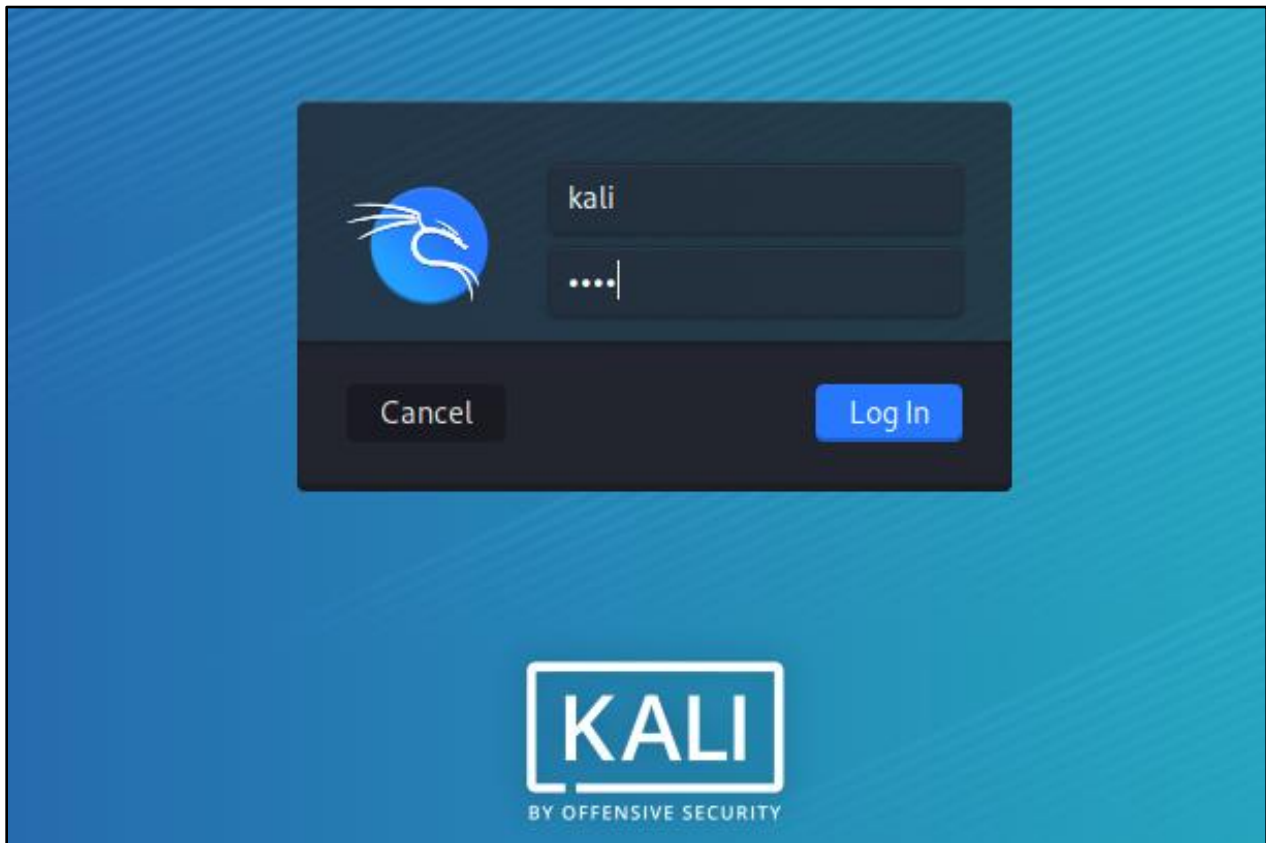 kali
••••
Cancel
Log In
KALI
BY OFFENSIVE SECURITY